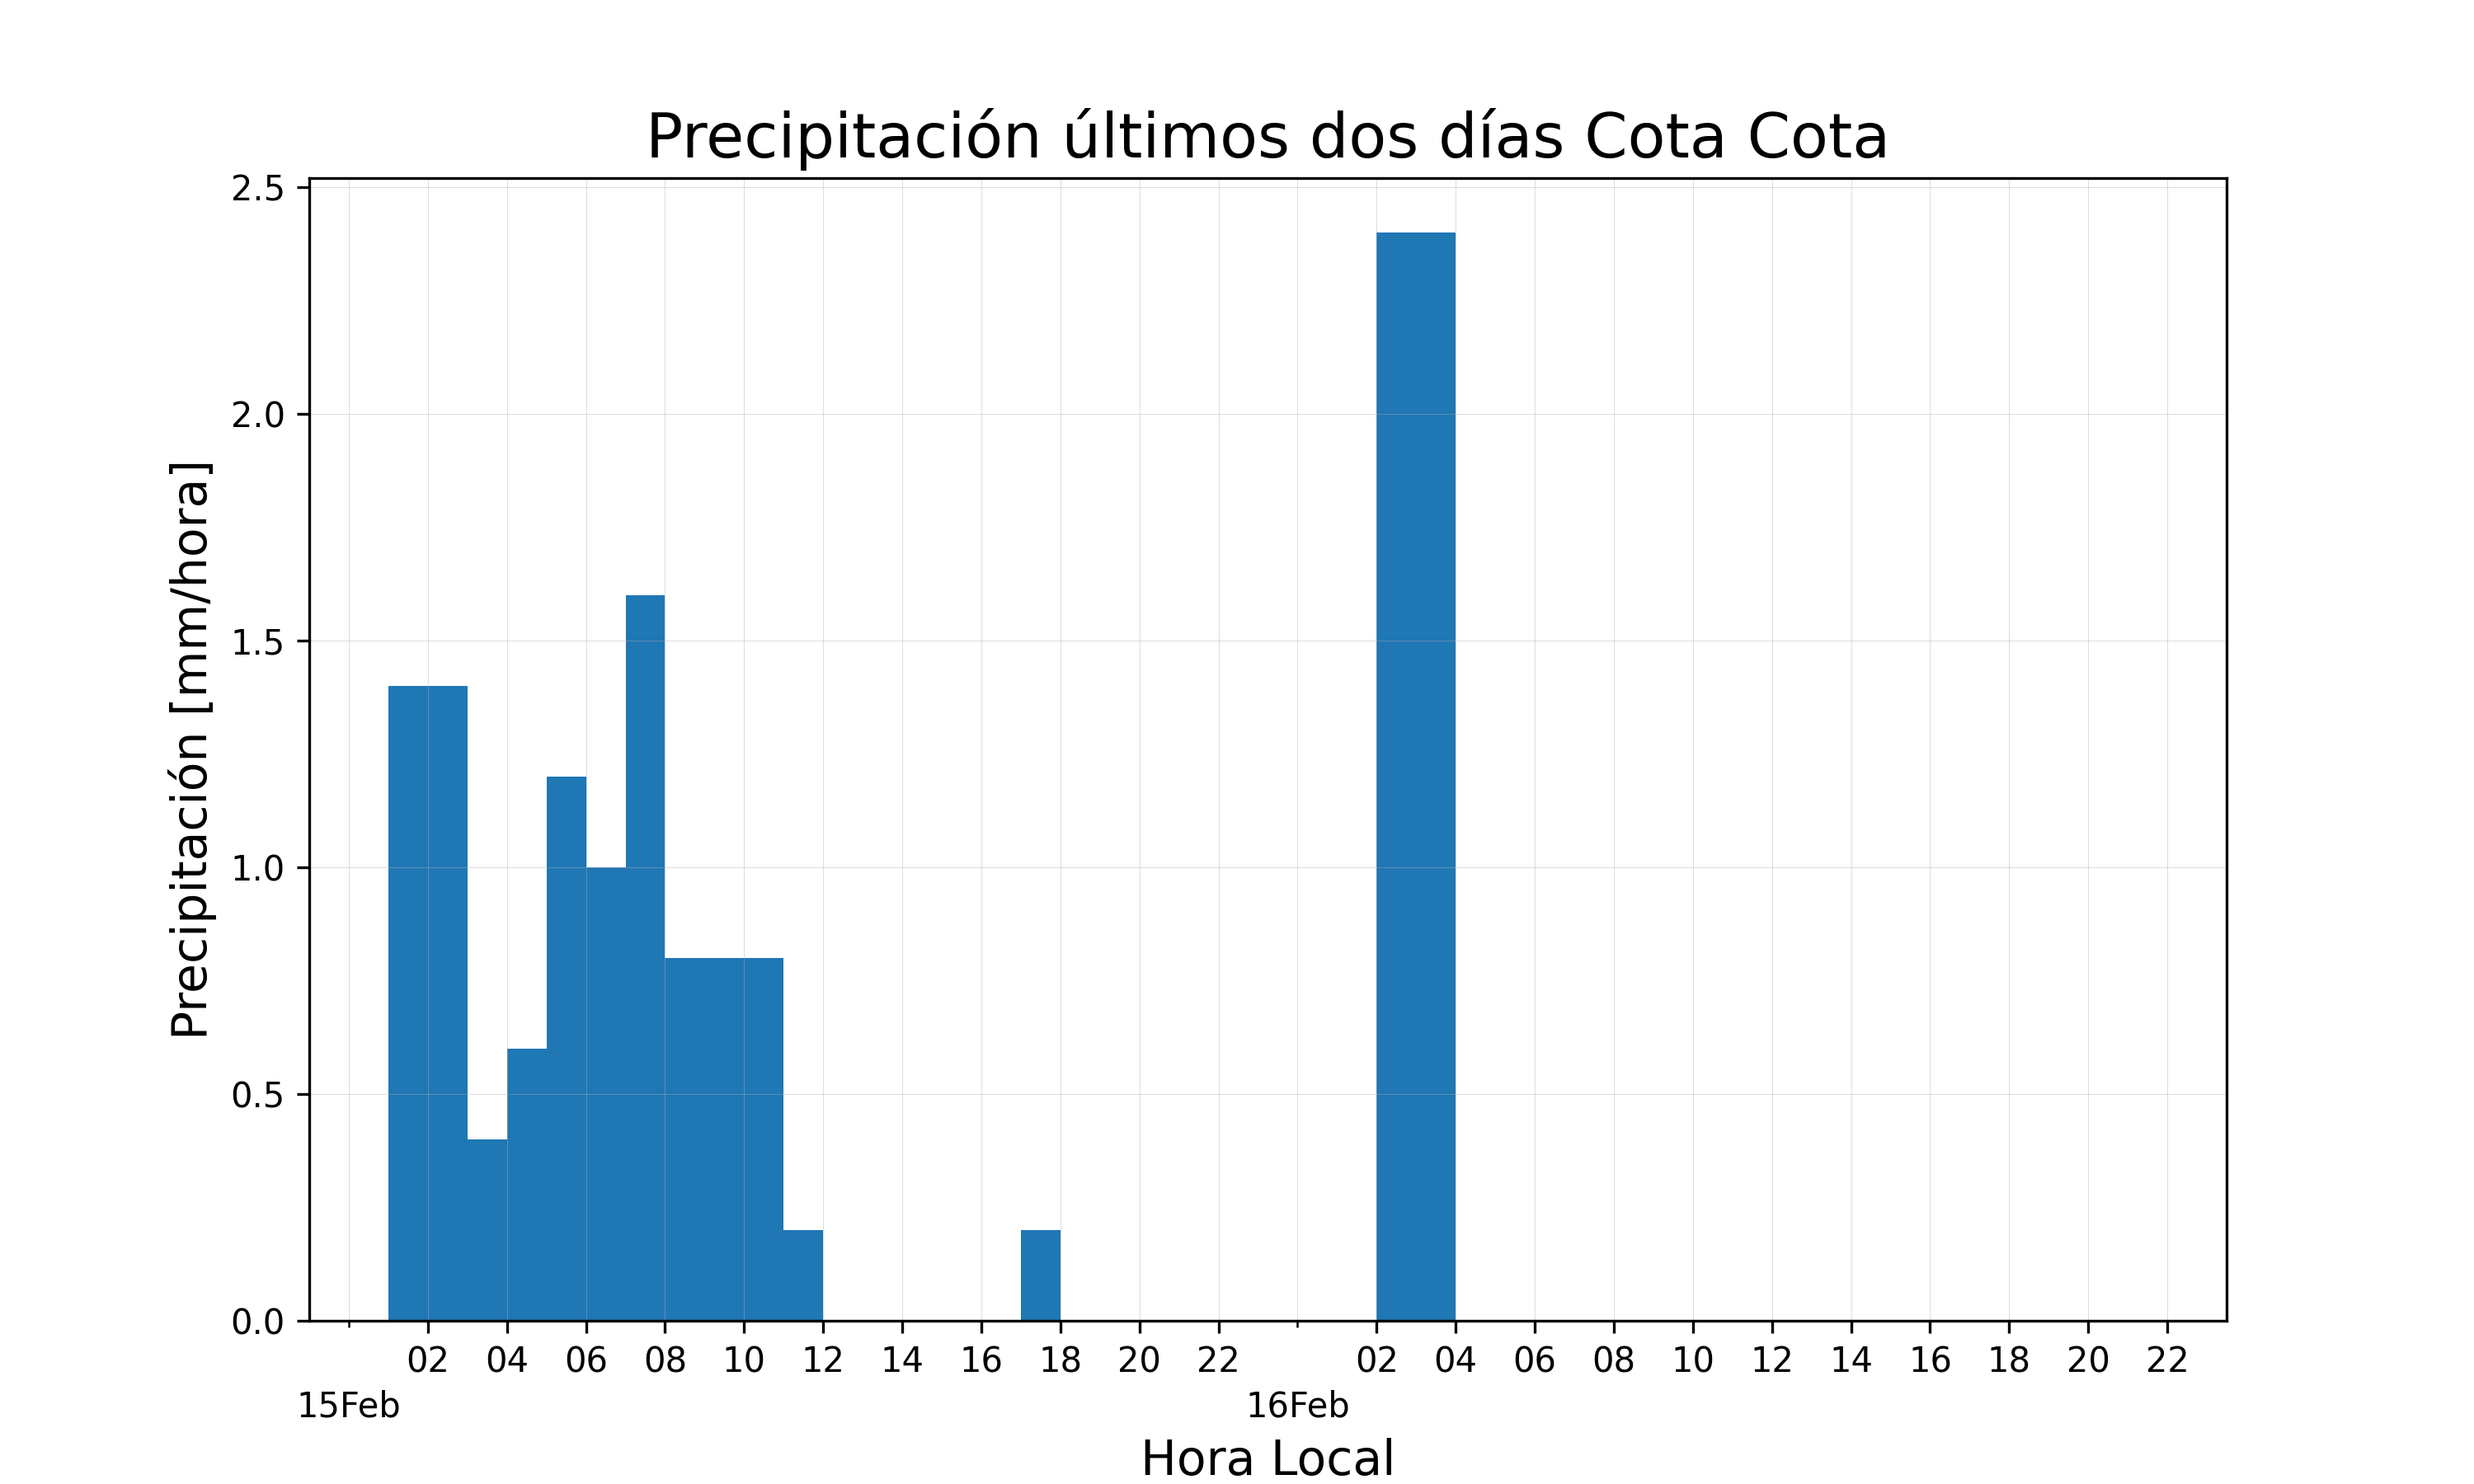 Precipitación últimos dos días Cota Cota
Precipitación [mm/hora]
2.5
2.0
1.5
1.0
0.5
0.0
02 04 06 08 10 12 14 16 18 20 22 02 04 06 08 10 12 14 16 18 20 22
15Feb 16Feb
Hora Local